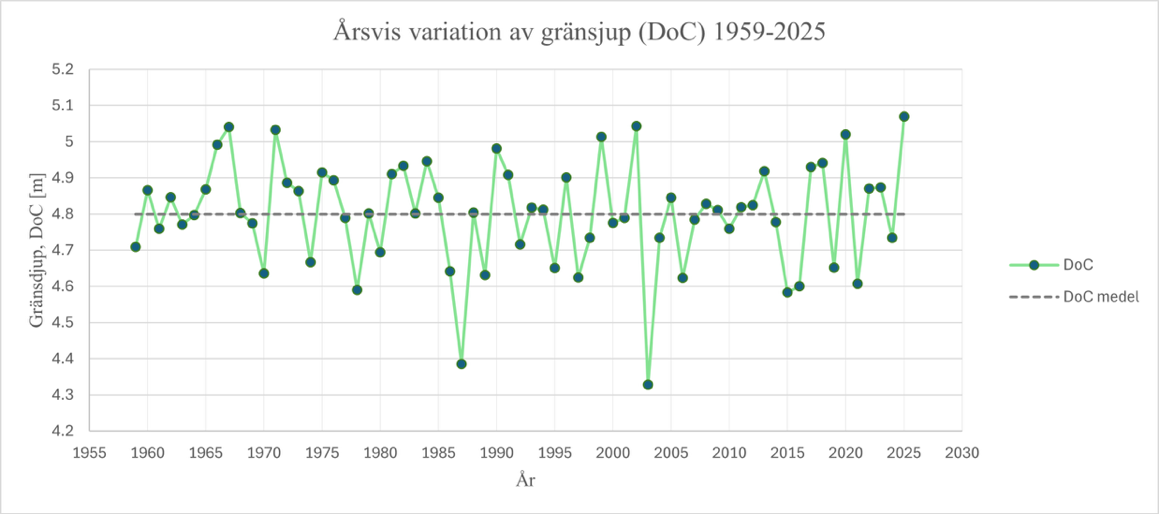 Årsvis variation av gränsjup (DoC) 1959-2025
5.2
5.1
5
4.9
4.8
4.7
4.6
4.5
4.4
4.3
4.2
Gränsdjup, DoC [m]
1955 1960 1965 1970 1975 1980 1985 1990 1995 2000 2005 2010 2015 2020 2025 2030
År
DoC
DoC medel